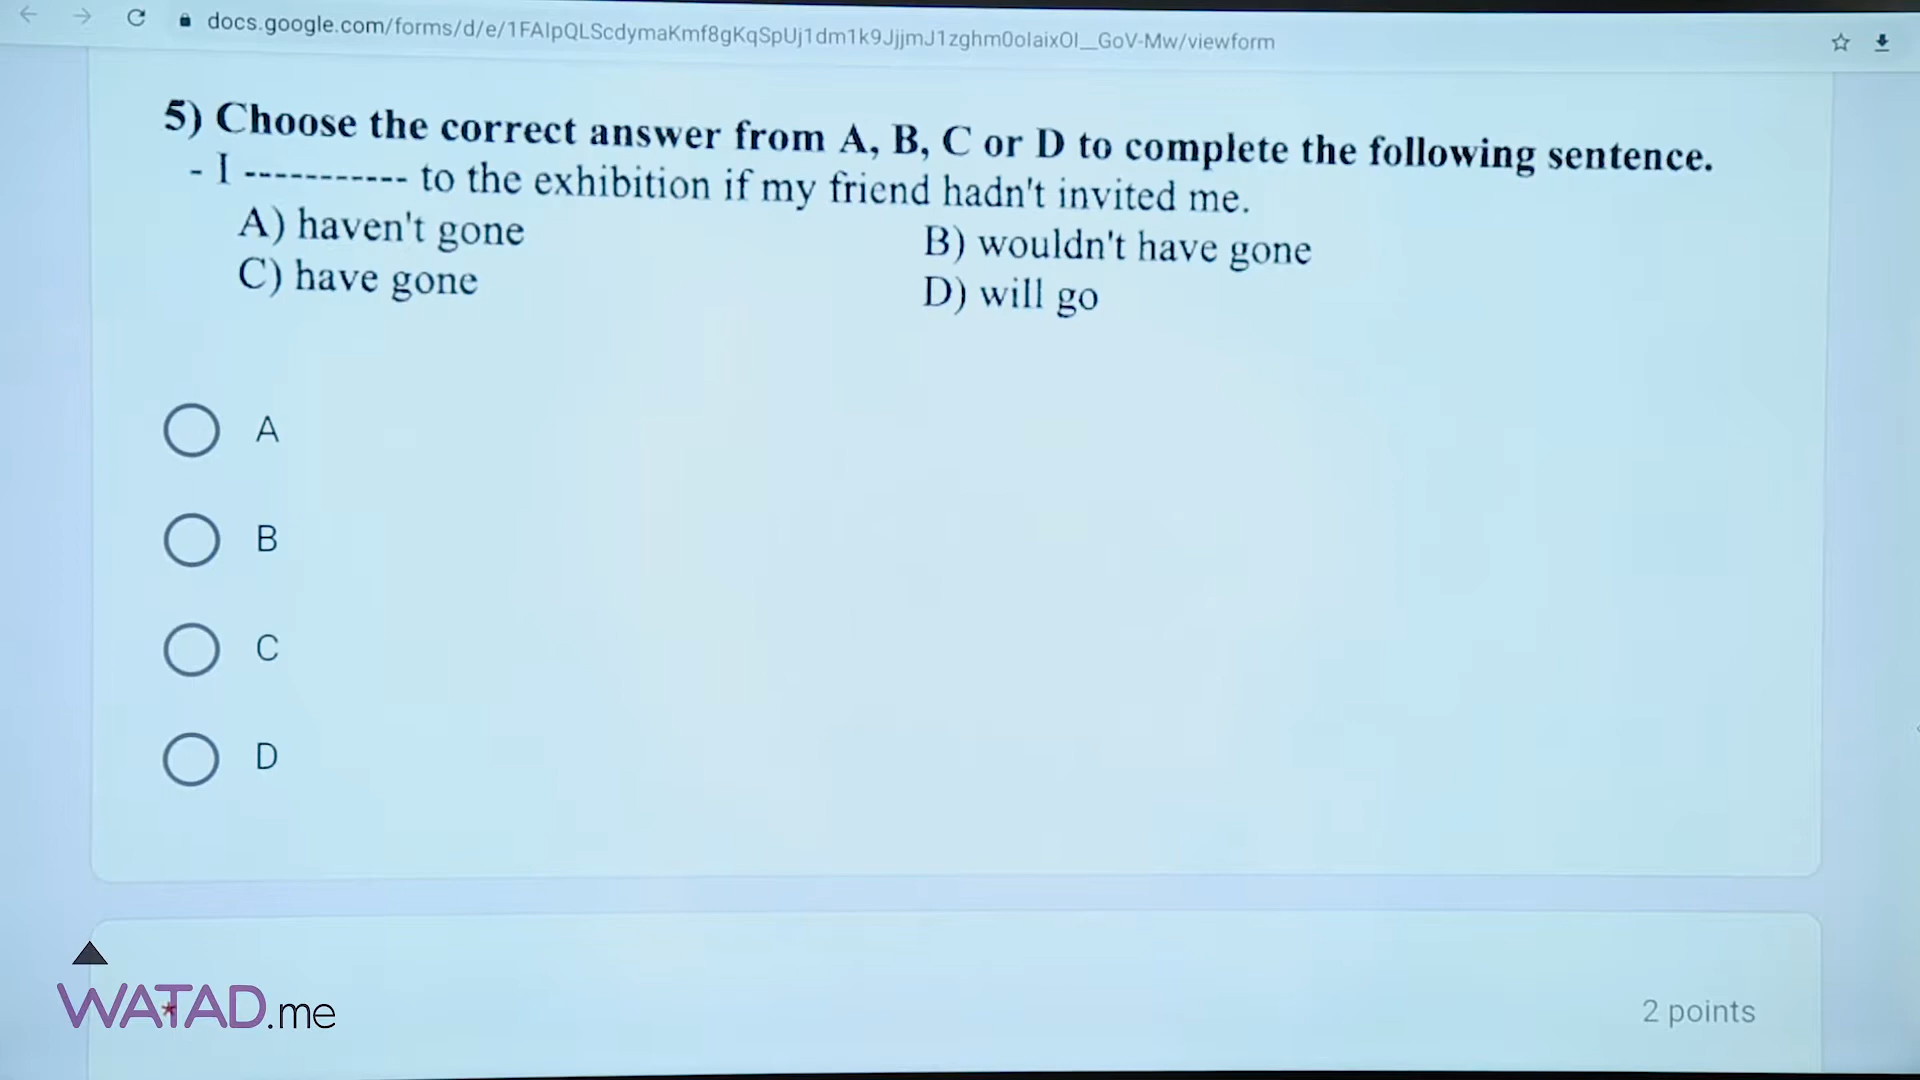 docs.google.com/forms/d/e/1FAIpQLScdymaKmf8gKqSpUj1dm1k9JjjmJ1zghm0oIaixOI__GoV-Mw/viewform
5) Choose the correct answer from A, B, C or D to complete the following sentence.
- I ----------- to the exhibition if my friend hadn't invited me.
A) haven't gone B) wouldn't have gone
C) have gone D) will go
A
B
C
D
WATAD.me
*
2 points